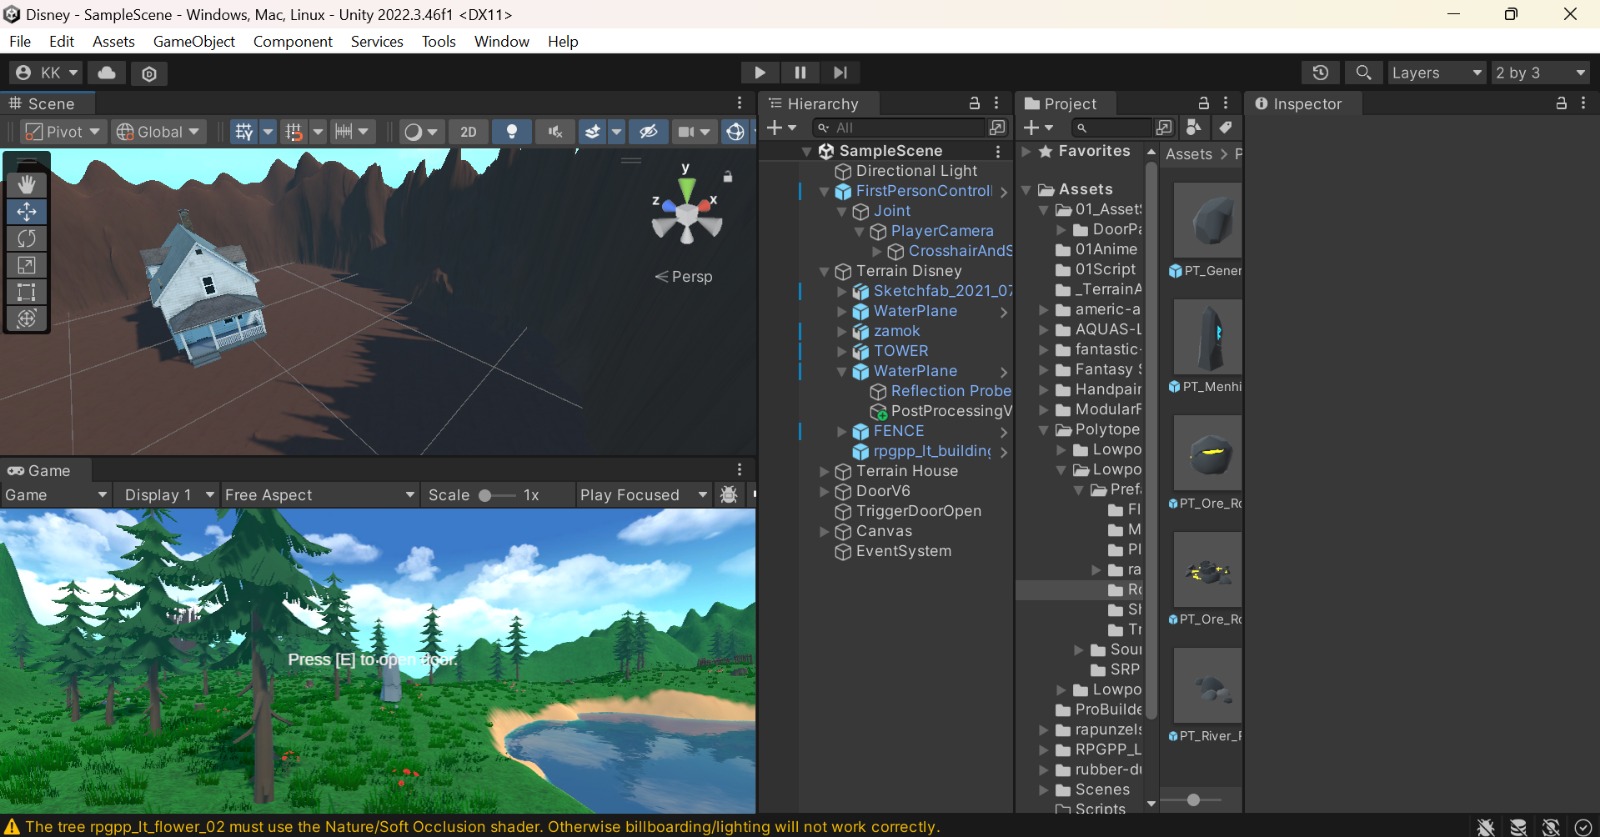 Disney - SampleScene - Windows, Mac, Linux - Unity 2022.3.46f1 <DX11>
File Edit Assets GameObject Component Services Tools Window Help
KK Layers 2 by 3
Scene
Pivot Global 2D
y
z x
Persp
Game
Game Display 1 Free Aspect Scale 1x Play Focused
Press [E] to open door.
Hierarchy
All
SampleScene
Directional Light
FirstPersonControll
Joint
PlayerCamera
CrosshairAndS
Terrain Disney
Sketchfab_2021_07
WaterPlane
zamok
TOWER
WaterPlane
Reflection Probe
PostProcessingV
FENCE
rpgpp_lt_building
Terrain House
DoorV6
TriggerDoorOpen
Canvas
EventSystem
Project
Favorites
Assets
01_AssetS
DoorPa
01Anime
01Script
_TerrainA
americ-a
AQUAS-L
fantastic-
Fantasy S
Handpair
ModularF
Polytope
Lowpo
Lowpo
Prefa
Fl
M
Pl
ra
Ro
Sh
Tr
Sour
SRP
Lowpo
ProBuilde
rapunzels
RPGPP_L
rubber-du
Scenes
Scripts
Assets > P
PT_Gener
PT_Menhi
PT_Ore_Ro
PT_Ore_Ro
PT_River_F
Inspector
The tree rpgpp_lt_flower_02 must use the Nature/Soft Occlusion shader. Otherwise billboarding/lighting will not work correctly.